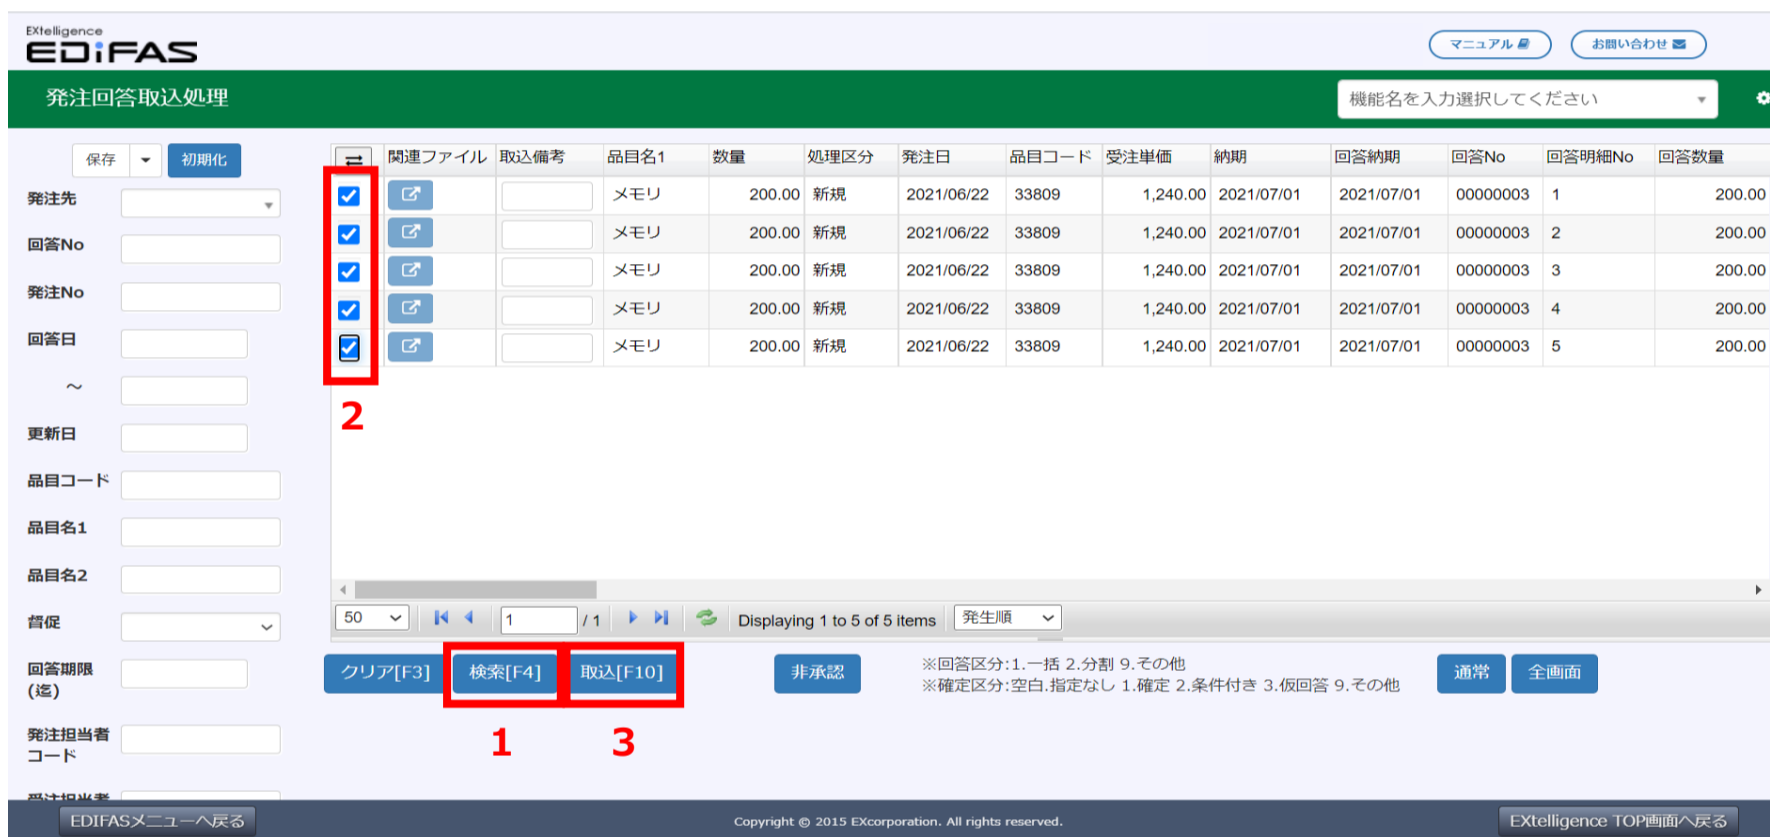 EXtelligence
EDiFAS
マニュアル
お問い合わせ
発注回答取込処理
機能名を入力選択してください
保存
初期化
発注先
回答No
発注No
回答日
～
更新日
品目コード
品目名1
品目名2
督促
回答期限
(迄)
発注担当者
コード
受注担当者
関連ファイル 取込備考 品目名1 数量 処理区分 発注日 品目コード 受注単価 納期 回答納期 回答No 回答明細No 回答数量
メモリ 200.00 新規 2021/06/22 33809 1,240.00 2021/07/01 2021/07/01 00000003 1 200.00
メモリ 200.00 新規 2021/06/22 33809 1,240.00 2021/07/01 2021/07/01 00000003 2 200.00
メモリ 200.00 新規 2021/06/22 33809 1,240.00 2021/07/01 2021/07/01 00000003 3 200.00
メモリ 200.00 新規 2021/06/22 33809 1,240.00 2021/07/01 2021/07/01 00000003 4 200.00
メモリ 200.00 新規 2021/06/22 33809 1,240.00 2021/07/01 2021/07/01 00000003 5 200.00
2
50 1 / 1 Displaying 1 to 5 of 5 items 発生順
クリア[F3] 検索[F4] 取込[F10] 非承認
※回答区分:1.一括 2.分割 9.その他
※確定区分:空白.指定なし 1.確定 2.条件付き 3.仮回答 9.その他
通常 全画面
1 3
EDIFASメニューへ戻る
Copyright © 2015 EXcorporation. All rights reserved.
EXtelligence TOP画面へ戻る